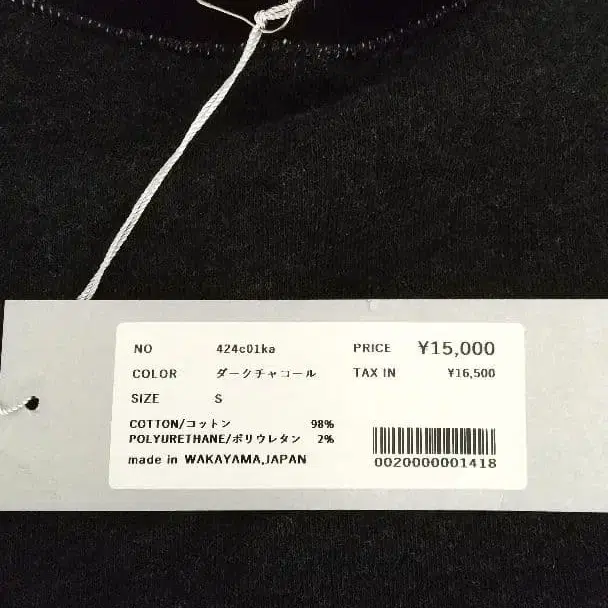 NO 424c01ka
COLOR ダークチャコール
SIZE S
COTTON/コットン 98%
POLYURETHANE/ポリウレタン 2%
made in WAKAYAMA,JAPAN
PRICE ¥15,000
TAX IN ¥16,500
0020000001418